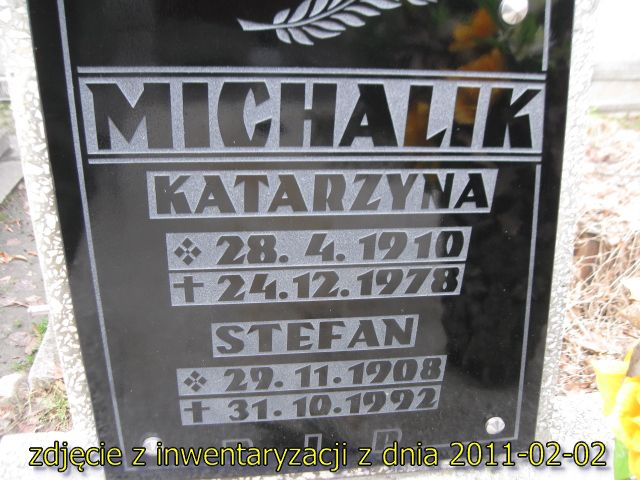 MICHALIK
KATARZYNA
28. 4. 1910
✝ 24.12.1978
STEFAN
29. 11. 1908
✝ 31. 10. 1992
zdjęcie z inwentaryzacji z dnia 2011-02-02